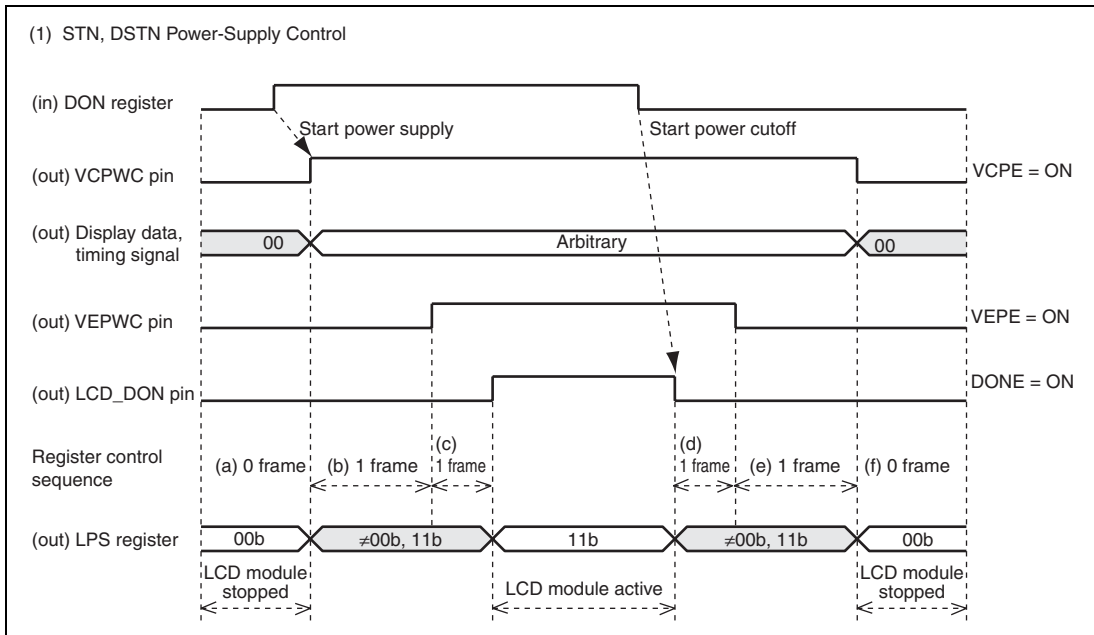 (1) STN, DSTN Power-Supply Control
(in) DON register
Start power supply
Start power cutoff
(out) VCPWC pin
VCPE = ON
(out) Display data,
timing signal
00
Arbitrary
00
(out) VEPWC pin
VEPE = ON
(out) LCD_DON pin
DONE = ON
Register control
sequence
(a) 0 frame
(b) 1 frame
(c)
1 frame
(d)
1 frame
(e) 1 frame
(f) 0 frame
(out) LPS register
00b
≠00b, 11b
11b
≠00b, 11b
00b
LCD module
stopped
LCD module active
LCD module
stopped